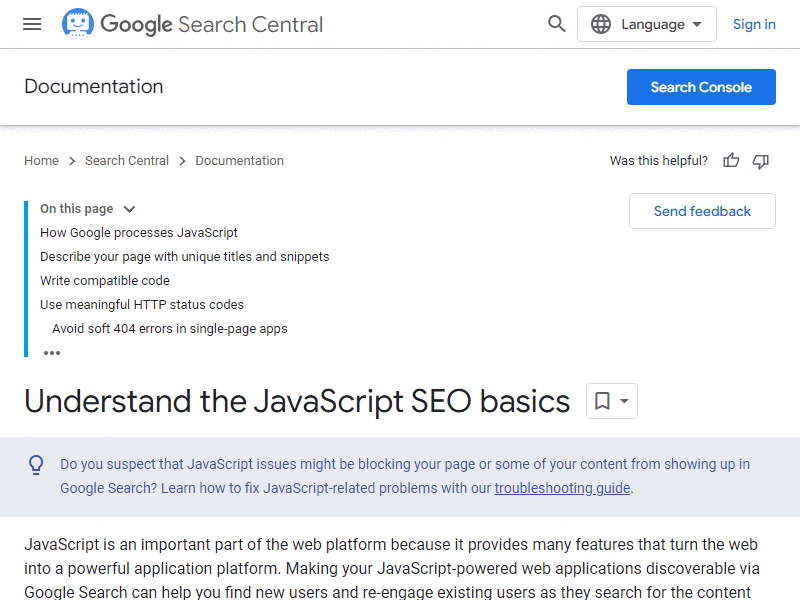 Google Search Central
Language
Sign in
Documentation
Search Console
Home
Search Central
Documentation
Was this helpful?
On this page
Send feedback
How Google processes JavaScript
Describe your page with unique titles and snippets
Write compatible code
Use meaningful HTTP status codes
Avoid soft 404 errors in single-page apps
Understand the JavaScript SEO basics
Do you suspect that JavaScript issues might be blocking your page or some of your content from showing up in
Google Search? Learn how to fix JavaScript-related problems with our troubleshooting guide.
JavaScript is an important part of the web platform because it provides many features that turn the web
into a powerful application platform. Making your JavaScript-powered web applications discoverable via
Google Search can help you find new users and re-engage existing users as they search for the content